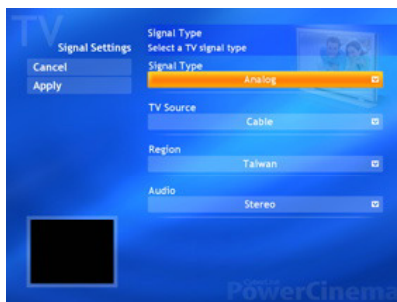 TV
Signal Settings
Cancel
Apply
Signal Type
Select a TV signal type
Signal Type
Analog
TV Source
Cable
Region
Taiwan
Audio
Stereo
PowerCinema